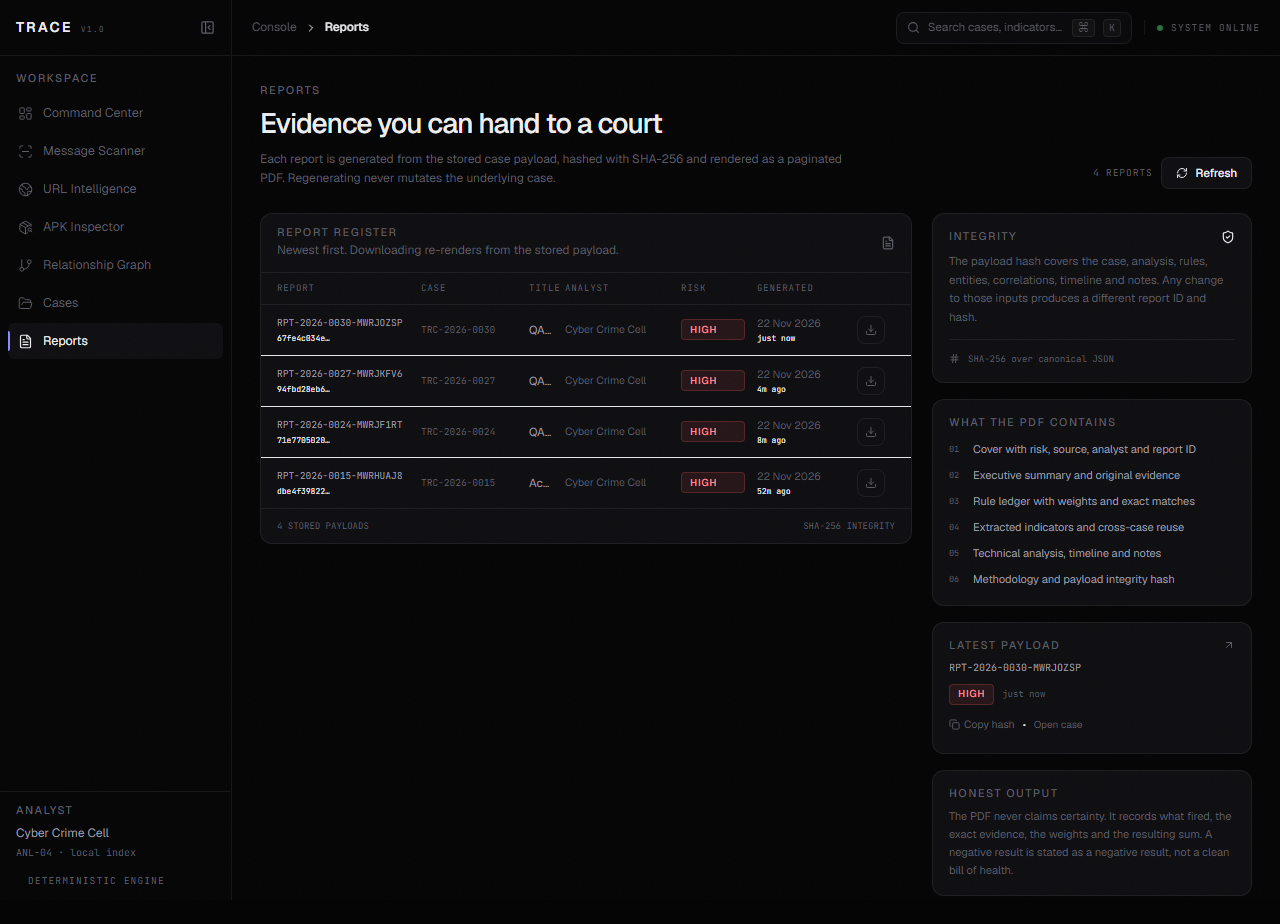 TRACE V1.0
Console > Reports
Search cases, indicators... ⌘ K
SYSTEM ONLINE
WORKSPACE
Command Center
Message Scanner
URL Intelligence
APK Inspector
Relationship Graph
Cases
Reports
ANALYST
Cyber Crime Cell
ANL-04 · local index
DETERMINISTIC ENGINE
REPORTS
Evidence you can hand to a court
Each report is generated from the stored case payload, hashed with SHA-256 and rendered as a paginated
PDF. Regenerating never mutates the underlying case.
4 REPORTS
Refresh
REPORT REGISTER
Newest first. Downloading re-renders from the stored payload.
REPORT CASE TITLE ANALYST RISK GENERATED
RPT-2026-0030-MWRJOZSP TRC-2026-0030 QA... Cyber Crime Cell HIGH 22 Nov 2026
67fe4c034e… just now
RPT-2026-0027-MWRJKFV6 TRC-2026-0027 QA... Cyber Crime Cell HIGH 22 Nov 2026
94fbd28eb6… 4m ago
RPT-2026-0024-MWRJF1RT TRC-2026-0024 QA... Cyber Crime Cell HIGH 22 Nov 2026
71e7705020… 8m ago
RPT-2026-0015-MWRHUAJ8 TRC-2026-0015 Ac... Cyber Crime Cell HIGH 22 Nov 2026
dbe4f39822… 52m ago
4 STORED PAYLOADS SHA-256 INTEGRITY
INTEGRITY
The payload hash covers the case, analysis, rules,
entities, correlations, timeline and notes. Any change
to those inputs produces a different report ID and
hash.
# SHA-256 over canonical JSON
WHAT THE PDF CONTAINS
01 Cover with risk, source, analyst and report ID
02 Executive summary and original evidence
03 Rule ledger with weights and exact matches
04 Extracted indicators and cross-case reuse
05 Technical analysis, timeline and notes
06 Methodology and payload integrity hash
LATEST PAYLOAD
RPT-2026-0030-MWRJOZSP
HIGH just now
Copy hash • Open case
HONEST OUTPUT
The PDF never claims certainty. It records what fired, the
exact evidence, the weights and the resulting sum. A
negative result is stated as a negative result, not a clean
bill of health.